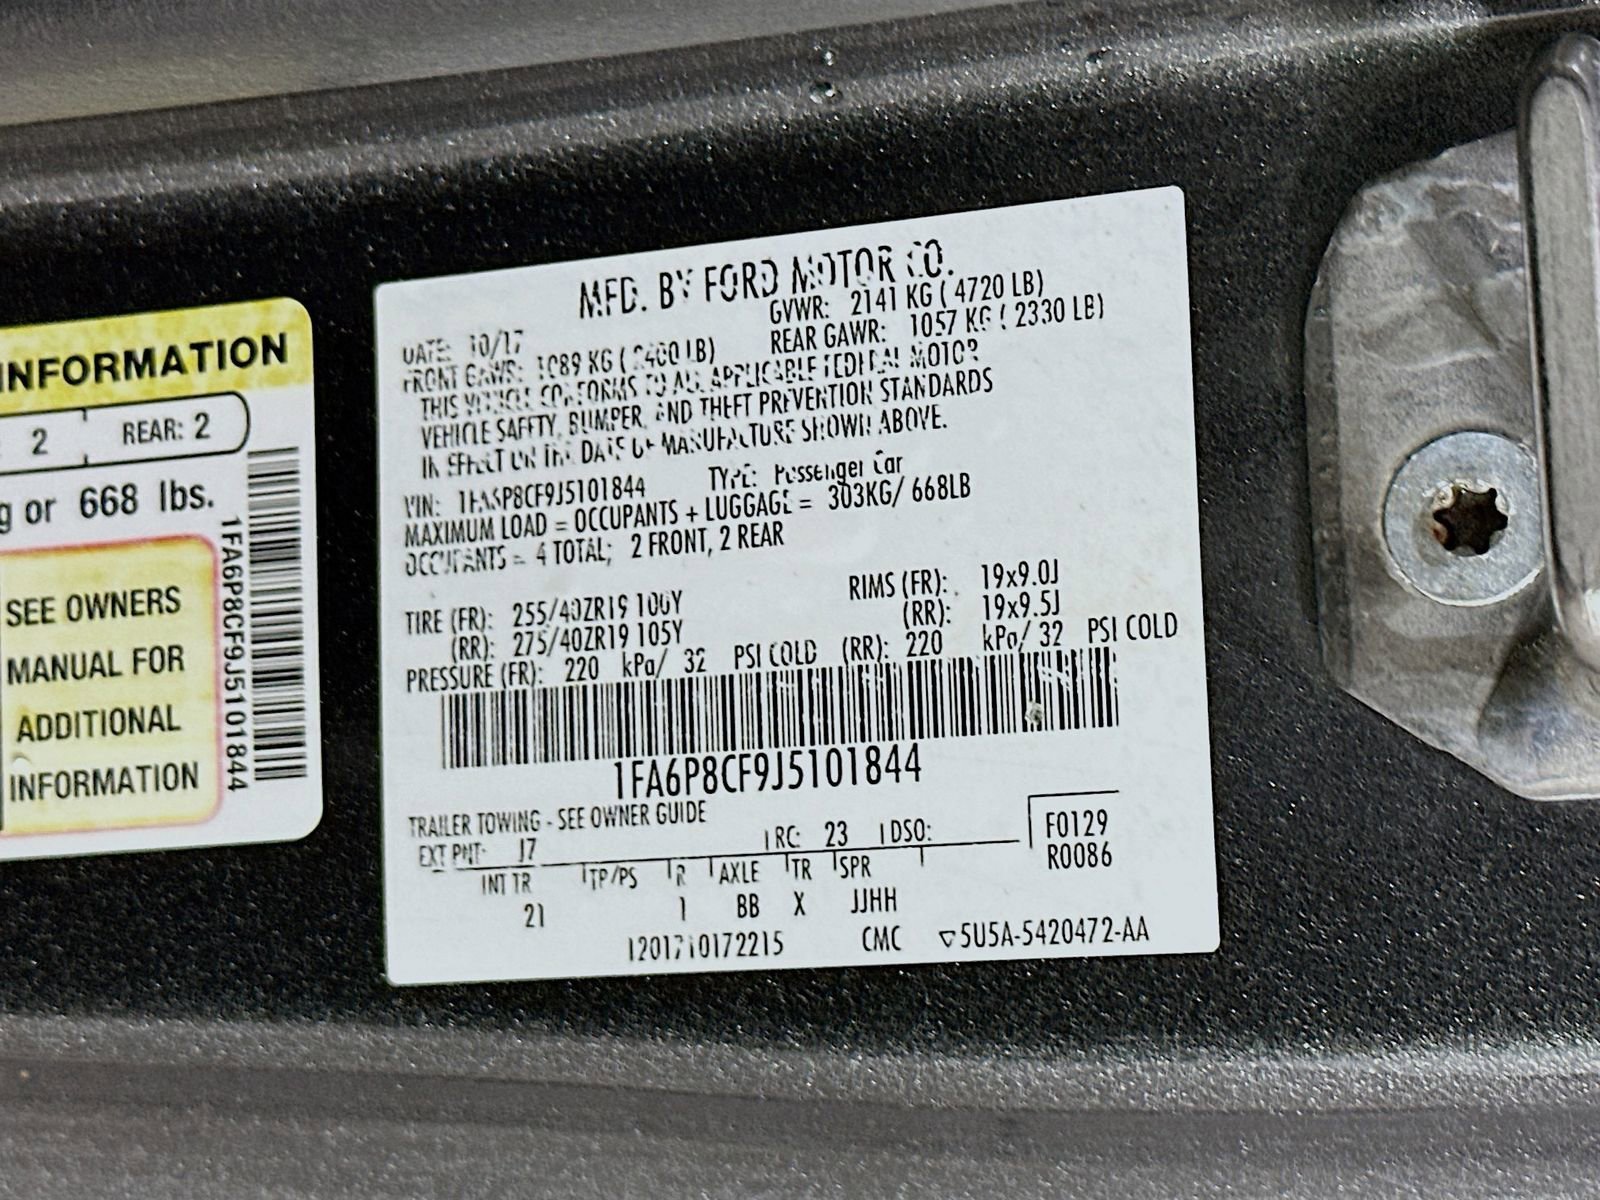 INFORMATION
2 REAR: 2
g or 668 lbs.
SEE OWNERS
MANUAL FOR
ADDITIONAL
INFORMATION
1FA6P8CF9J5101844
MFD. BY FORD MOTOR CO.
DATE: 10/17 GVWR: 2141 KG ( 4720 LB)
FRONT GAWR: 1089 KG ( 2400 LB) REAR GAWR: 1057 KG ( 2330 LB)
THIS VEHICLE CONFORMS TO ALL APPLICABLE FEDERAL MOTOR
VEHICLE SAFETY, BUMPER, AND THEFT PREVENTION STANDARDS
IN EFFECT ON THE DATE OF MANUFACTURE SHOWN ABOVE.
VIN: 1FA6P8CF9J5101844 TYPE: Passenger Car
MAXIMUM LOAD = OCCUPANTS + LUGGAGE = 303KG/ 668LB
OCCUPANTS = 4 TOTAL; 2 FRONT, 2 REAR
TIRE (FR): 255/40ZR19 100Y RIMS (FR): 19x9.0J
(RR): 275/40ZR19 105Y (RR): 19x9.5J
PRESSURE (FR): 220 kPa/ 32 PSI COLD (RR): 220 kPa/ 32 PSI COLD
1FA6P8CF9J5101844
TRAILER TOWING - SEE OWNER GUIDE
EXT PNT: J7 RC: 23 DSO: F0129
R0086
INT TR TP/PS R AXLE TR SPR
21 1 BB X JJHH
1201710172215 CMC ▽5U5A-5420472-AA